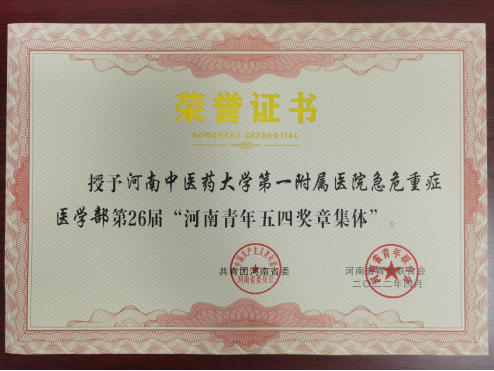 荣誉证书
HONORARY CREDENTIAL
授予河南中医药大学第一附属医院急危重症
医学部第26届“河南青年五四奖章集体”。
共青团河南省委 河南省青年联合会
二〇二二年四月